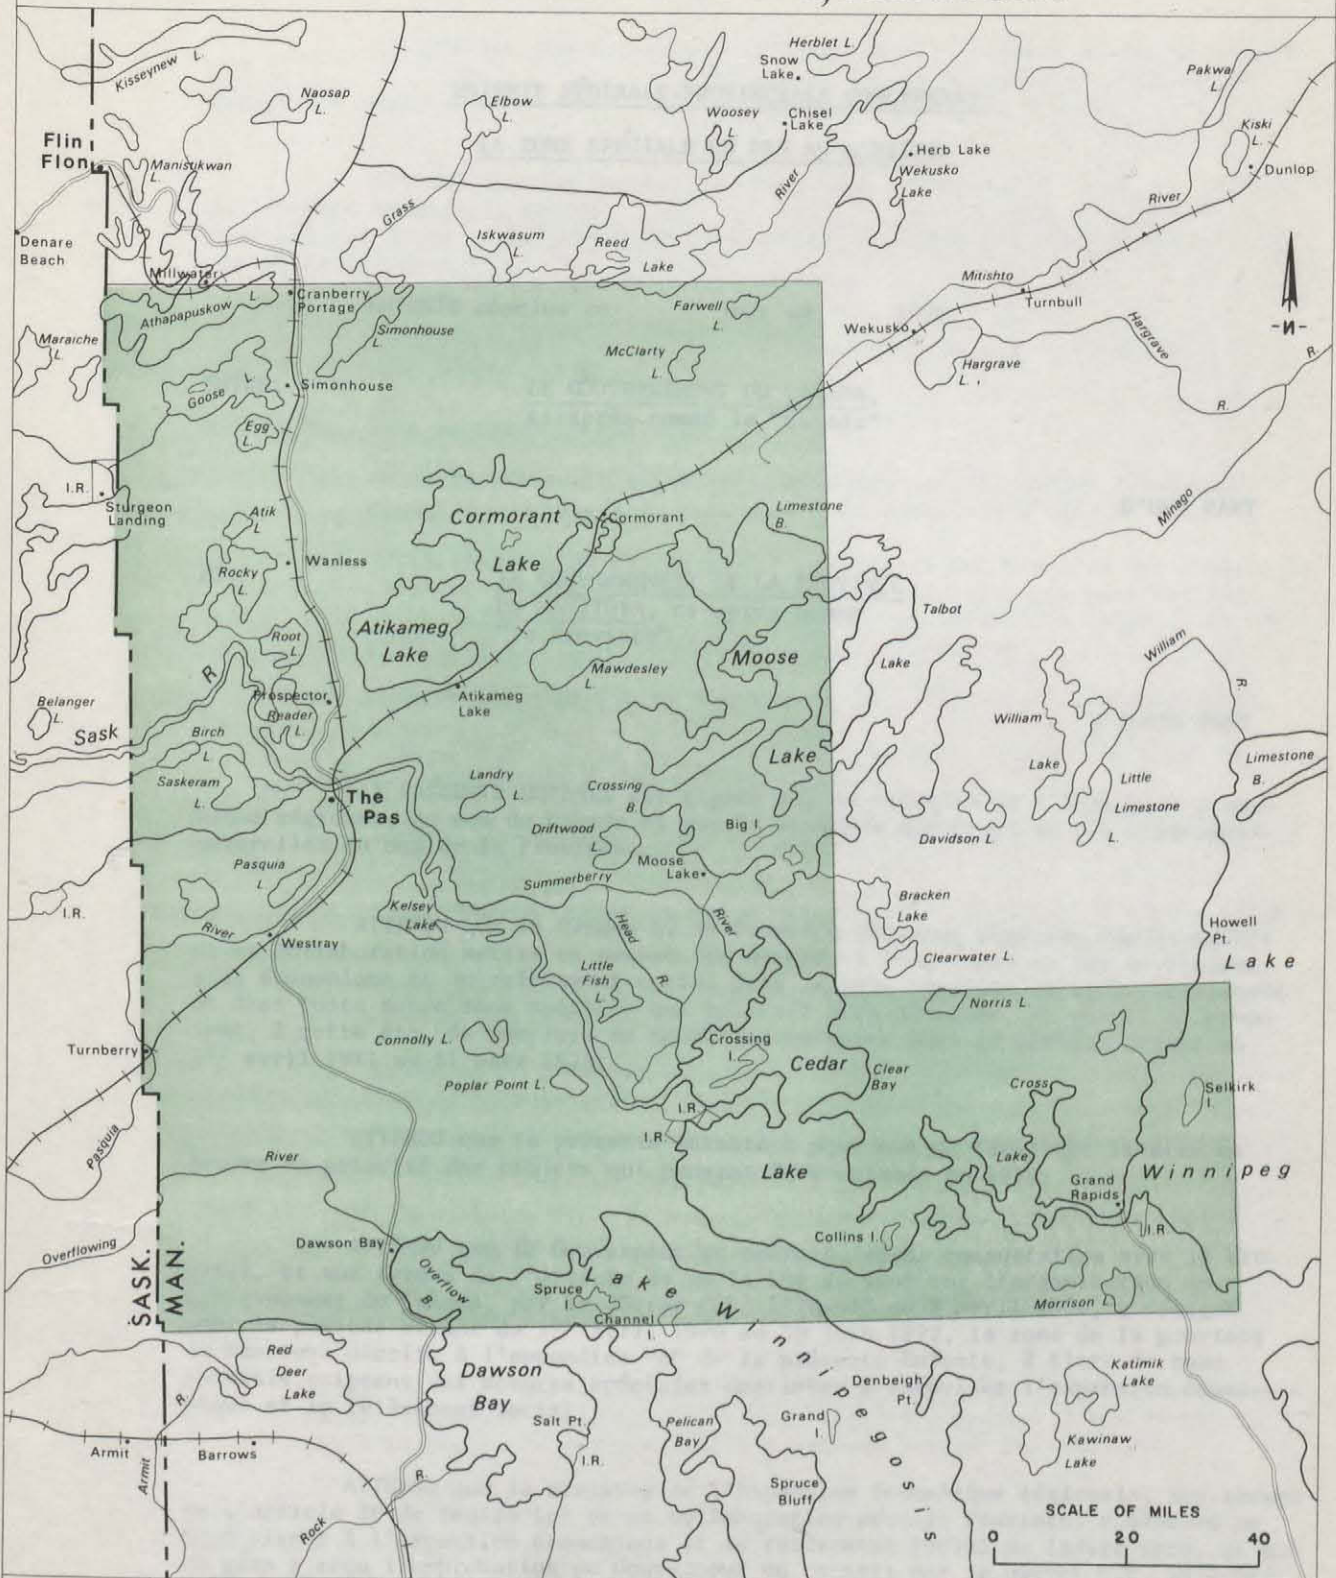 Kisseynew L.
Naosap
L.
Elbow
L.
Herblet L.
Snow
Lake
Woosey
L.
Chisel
Lake
Pakwa
L.
Kiski
L.
Dunlop
Flin
Flon
Manistikwan
L.
Herb Lake
Wekusko
Lake
River
River
Grass
Denare
Beach
Iskwasum
L.
Reed
Lake
Millwater
Athapapuskow L.
Cranberry
Portage
Simonhouse
L.
Farwell
L.
Mitishto
Turnbull
Wekusko
-N-
Maraiche
L.
McClarty
L.
Hargrave
L.
Hargrave
R.
R.
Goose L.
Simonhouse
Egg
L.
I.R.
Sturgeon
Landing
Atik
L.
Cormorant
Lake
Cormorant
Limestone
B.
Minago
Rocky
L.
Wanless
Atikameg
Lake
Talbot
Lake
Root
L.
Moose
Lake
Mawdesley
L.
William
R.
R
Prospector
Reader
L.
Atikameg
Lake
Belanger
L.
Sask
Birch
L.
William
Lake
Saskeram
L.
Landry
L.
Crossing
B.
Little
Limestone
L.
Limestone
B.
The
Pas
Driftwood
L.
Big I.
Davidson L.
Pasquia
L.
Moose
Lake
Summerberry
River
I.R.
Kelsey
Lake
Bracken
Lake
River
Westray
Head
R.
Howell
Pt.
Clearwater L.
Lake
Little
Fish
L.
Norris L.
Turnberry
Connolly L.
Crossing
I.
Cedar
Clear
Bay
Poplar Point L.
Cross
Selkirk
I.
I.R.
I.R.
Pasquia
River
Lake
Lake
Winnipeg
Grand
Rapids
I.R.
Overflowing
Dawson Bay
Collins I.
Overflow
B.
SASK.
MAN.
Spruce
I.
Lake Winnipegosis
Channel
I.
Morrison L.
Red
Deer
Lake
Dawson
Bay
Katimik
Lake
Denbeigh
Pt.
R.
Salt Pt.
Pelican
Bay
Grand
I.
Kawinaw
Lake
Armit
Barrows
I.R.
Armit
R.
Spruce
Bluff
Rock
SCALE OF MILES
0 20 40